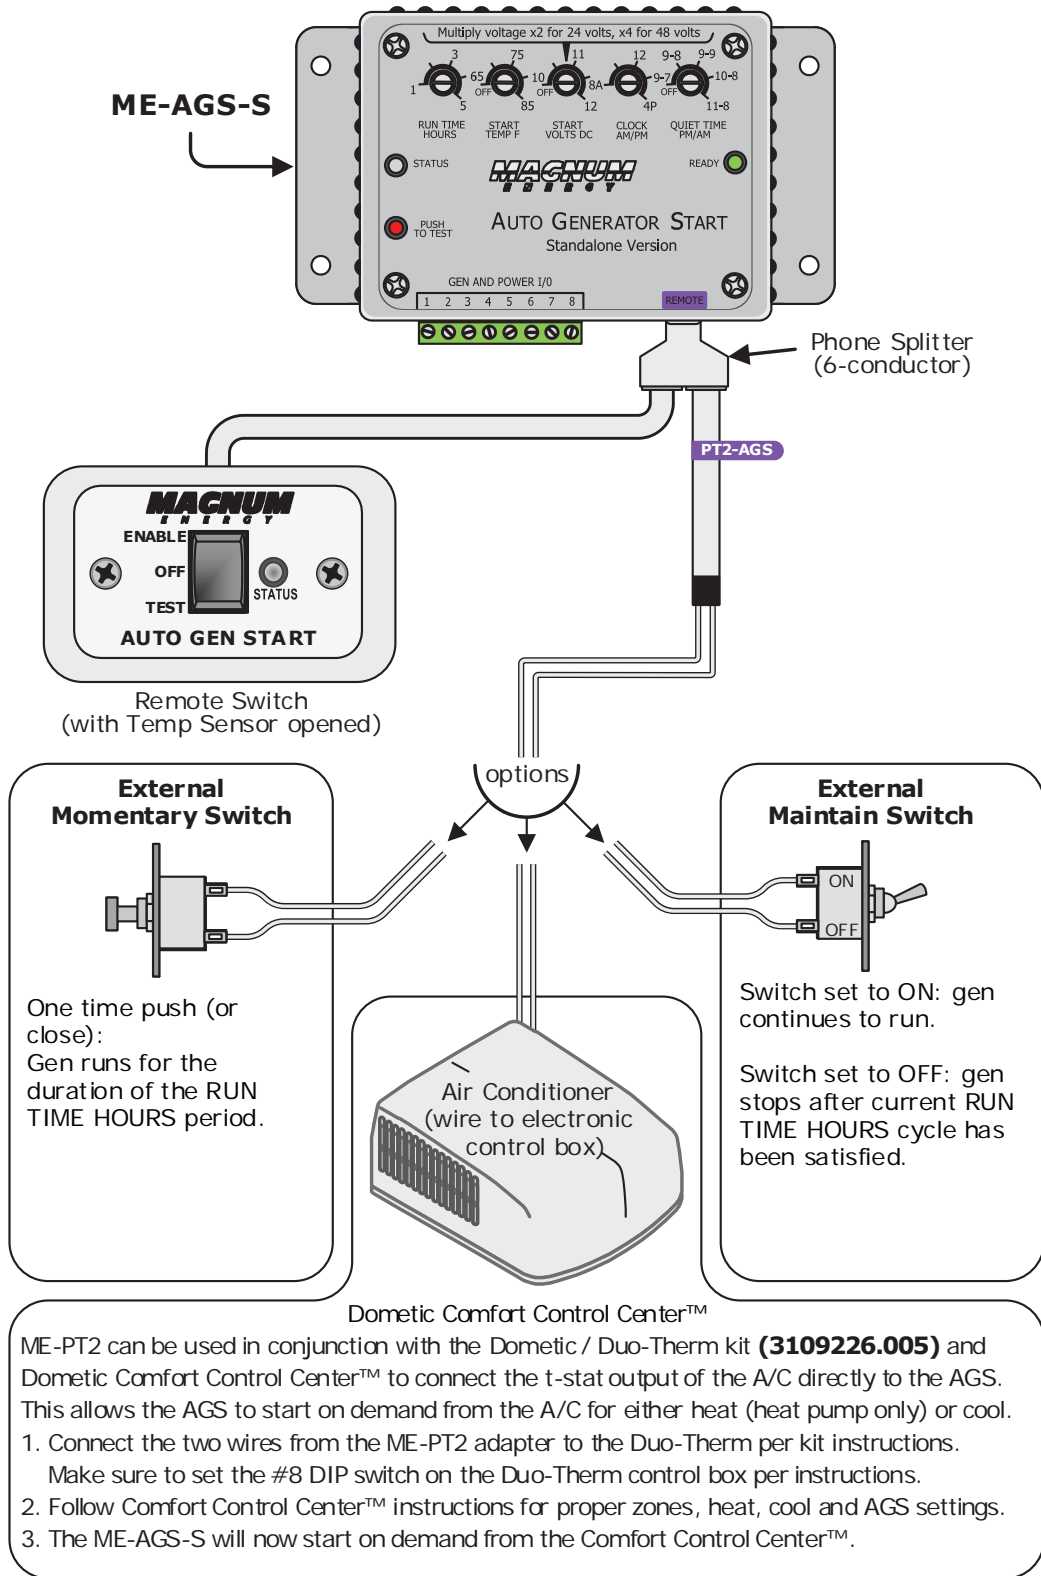 Multiply voltage x2 for 24 volts, x4 for 48 volts
3
1
5
75
65
OFF
85
11
10
OFF
12
12
8A
4P
9-8
9-9
9-7
OFF
10-8
11-8
RUN TIME
HOURS
START
TEMP F
START
VOLTS DC
CLOCK
AM/PM
QUIET TIME
PM/AM
ME-AGS-S
STATUS
MAGNUM
ENERGY
READY
PUSH
TO TEST
AUTO GENERATOR START
Standalone Version
GEN AND POWER I/0
1 2 3 4 5 6 7 8
REMOTE
Phone Splitter
(6-conductor)
PT2-AGS
MAGNUM
ENERGY
ENABLE
OFF
TEST
STATUS
AUTO GEN START
Remote Switch
(with Temp Sensor opened)
options
External
Momentary Switch
One time push (or
close):
Gen runs for the
duration of the RUN
TIME HOURS period.
External
Maintain Switch
ON
OFF
Switch set to ON: gen
continues to run.
Switch set to OFF: gen
stops after current RUN
TIME HOURS cycle has
been satisfied.
Air Conditioner
(wire to electronic
control box)
Dometic Comfort Control Center™
ME-PT2 can be used in conjunction with the Dometic / Duo-Therm kit (3109226.005) and
Dometic Comfort Control Center™ to connect the t-stat output of the A/C directly to the AGS.
This allows the AGS to start on demand from the A/C for either heat (heat pump only) or cool.
1. Connect the two wires from the ME-PT2 adapter to the Duo-Therm per kit instructions.
Make sure to set the #8 DIP switch on the Duo-Therm control box per instructions.
2. Follow Comfort Control Center™ instructions for proper zones, heat, cool and AGS settings.
3. The ME-AGS-S will now start on demand from the Comfort Control Center™.